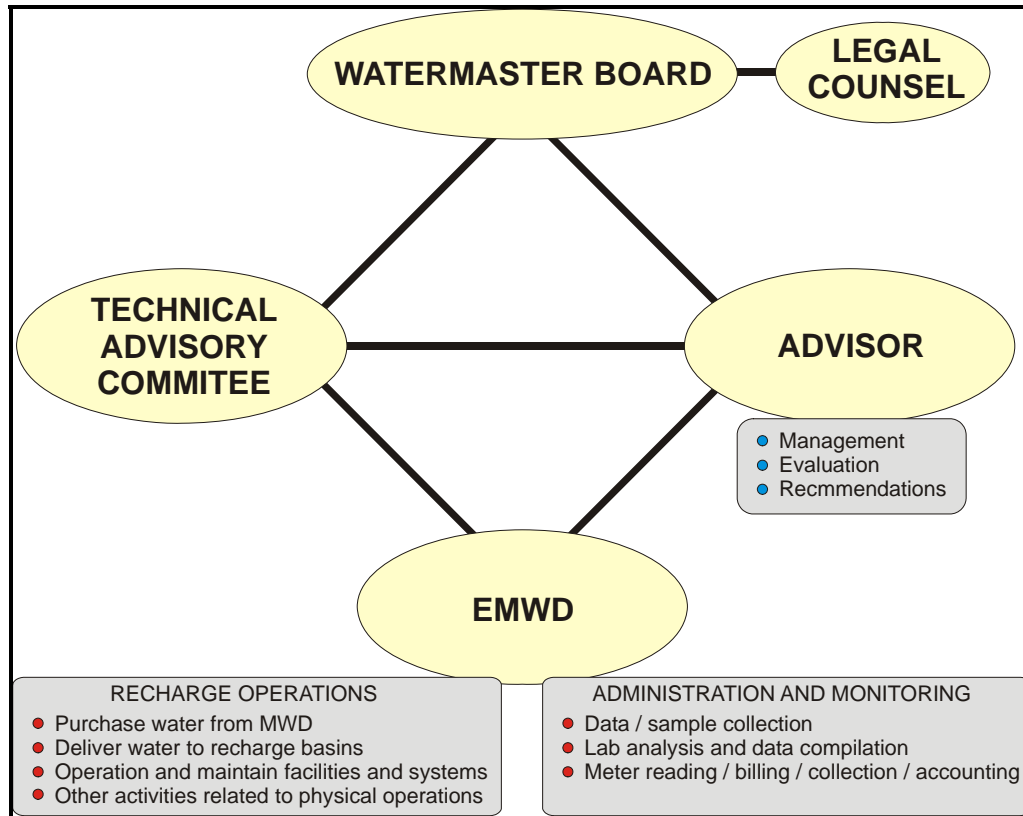 WATERMASTER BOARD
LEGAL
COUNSEL
TECHNICAL
ADVISORY
COMMITEE
ADVISOR
Management
Evaluation
Recmmendations
EMWD
RECHARGE OPERATIONS
Purchase water from MWD
Deliver water to recharge basins
Operation and maintain facilities and systems
Other activities related to physical operations
ADMINISTRATION AND MONITORING
Data / sample collection
Lab analysis and data compilation
Meter reading / billing / collection / accounting